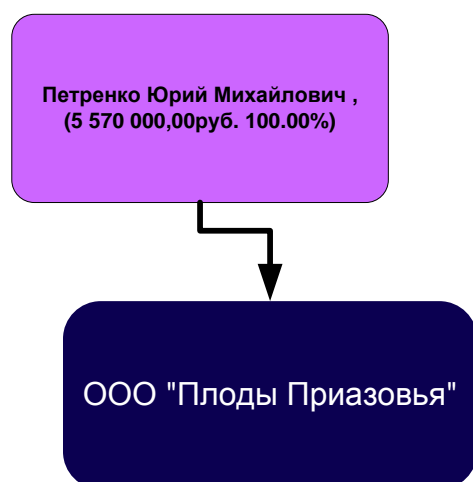 Петренко Юрий Михайлович ,
(5 570 000,00руб. 100.00%)
ООО "Плоды Приазовья"